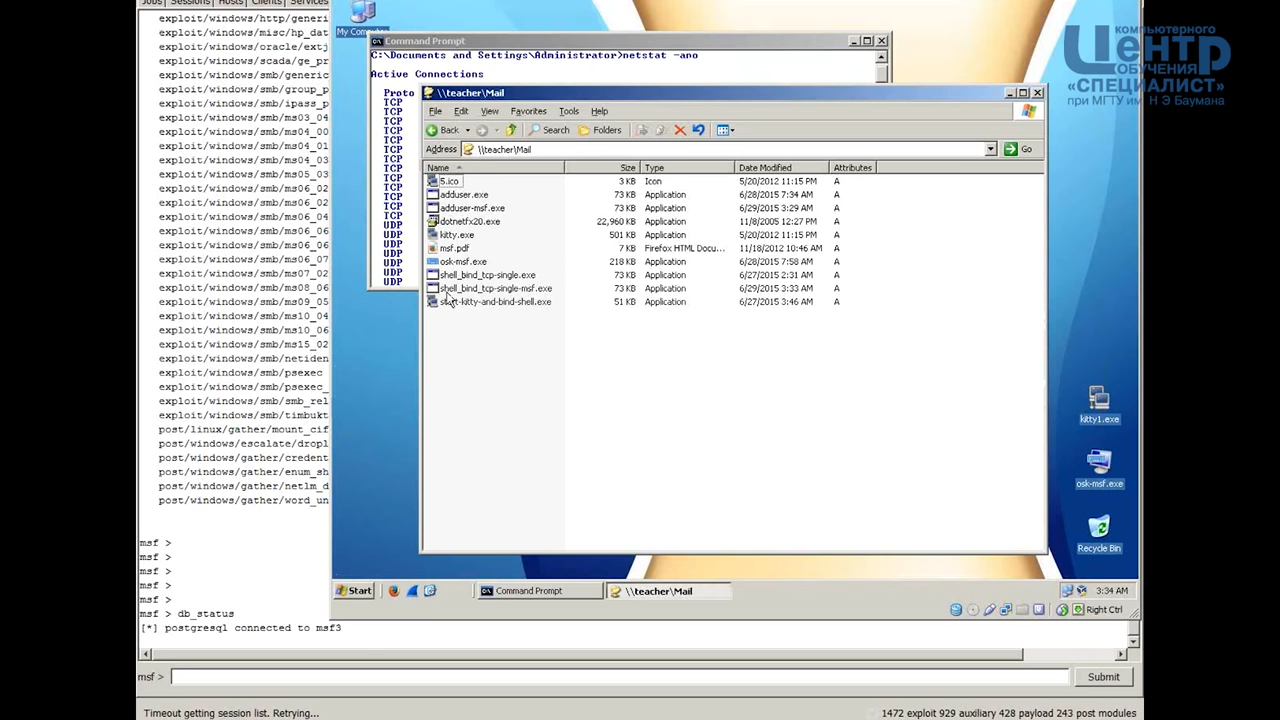 Jobs Sessions Hosts Clients Services
exploit/windows/http/generi
exploit/windows/misc/hp_dat
exploit/windows/oracle/extj
exploit/windows/scada/ge_pr
exploit/windows/smb/generic
exploit/windows/smb/group_p
exploit/windows/smb/ipass_p
exploit/windows/smb/ms03_04
exploit/windows/smb/ms04_00
exploit/windows/smb/ms04_01
exploit/windows/smb/ms04_03
exploit/windows/smb/ms05_03
exploit/windows/smb/ms06_02
exploit/windows/smb/ms06_02
exploit/windows/smb/ms06_04
exploit/windows/smb/ms06_06
exploit/windows/smb/ms06_06
exploit/windows/smb/ms07_02
exploit/windows/smb/ms08_06
exploit/windows/smb/ms09_05
exploit/windows/smb/ms10_04
exploit/windows/smb/ms10_06
exploit/windows/smb/ms15_02
exploit/windows/smb/netiden
exploit/windows/smb/psexec
exploit/windows/smb/psexec_
exploit/windows/smb/smb_rel
exploit/windows/smb/timbukt
post/linux/gather/mount_cif
post/windows/escalate/dropl
post/windows/gather/credent
post/windows/gather/enum_sh
post/windows/gather/netlm_d
post/windows/gather/word_un
msf >
msf >
msf >
msf >
msf >
msf > db_status
[*] postgresql connected to msf3
msf >
Submit
Timeout getting session list. Retrying...
1472 exploit 929 auxiliary 428 payload 243 post modules
My Computer
Command Prompt
C:\Documents and Settings\Administrator>netstat -ano
Active Connections
Proto
TCP
TCP
TCP
TCP
TCP
TCP
TCP
TCP
TCP
UDP
UDP
UDP
UDP
UDP
\\teacher\Mail
File Edit View Favorites Tools Help
Back Search Folders
Address \\teacher\Mail Go
Name Size Type Date Modified Attributes
5.ico 3 KB Icon 5/20/2012 11:15 PM A
adduser.exe 73 KB Application 6/28/2015 7:34 AM A
adduser-msf.exe 73 KB Application 6/29/2015 3:29 AM A
dotnetfx20.exe 22,960 KB Application 11/8/2005 12:27 PM A
kitty.exe 501 KB Application 5/20/2012 11:15 PM A
msf.pdf 7 KB Firefox HTML Docu... 11/18/2012 10:46 AM A
osk-msf.exe 218 KB Application 6/28/2015 7:58 AM A
shell_bind_tcp-single.exe 73 KB Application 6/27/2015 2:31 AM A
shell_bind_tcp-single-msf.exe 73 KB Application 6/29/2015 3:33 AM A
start-kitty-and-bind-shell.exe 51 KB Application 6/27/2015 3:46 AM A
kitty1.exe
osk-msf.exe
Recycle Bin
Start Command Prompt \\teacher\Mail 3:34 AM
Right Ctrl
компьютерного
Центр
ОБУЧЕНИЯ
«СПЕЦИАЛИСТ»
при МГТУ им. Н Э Баумана